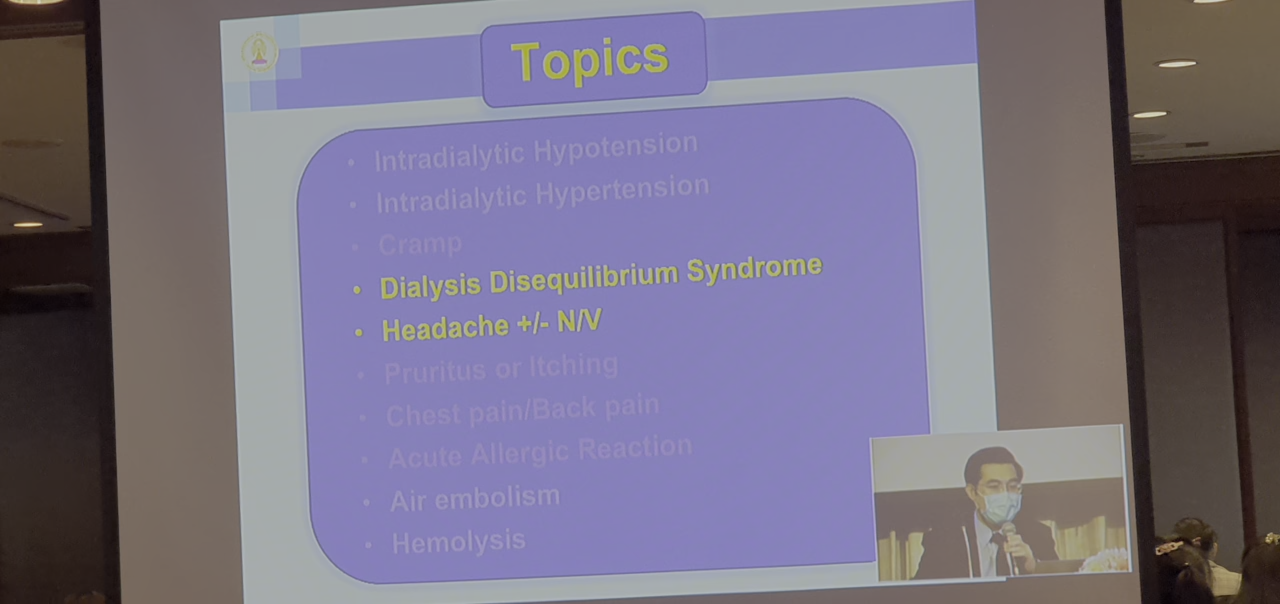 Topics
• Intradialytic Hypotension
• Intradialytic Hypertension
• Cramp
• Dialysis Disequilibrium Syndrome
• Headache +/- N/V
• Pruritus or Itching
• Chest pain/Back pain
• Acute Allergic Reaction
• Air embolism
• Hemolysis